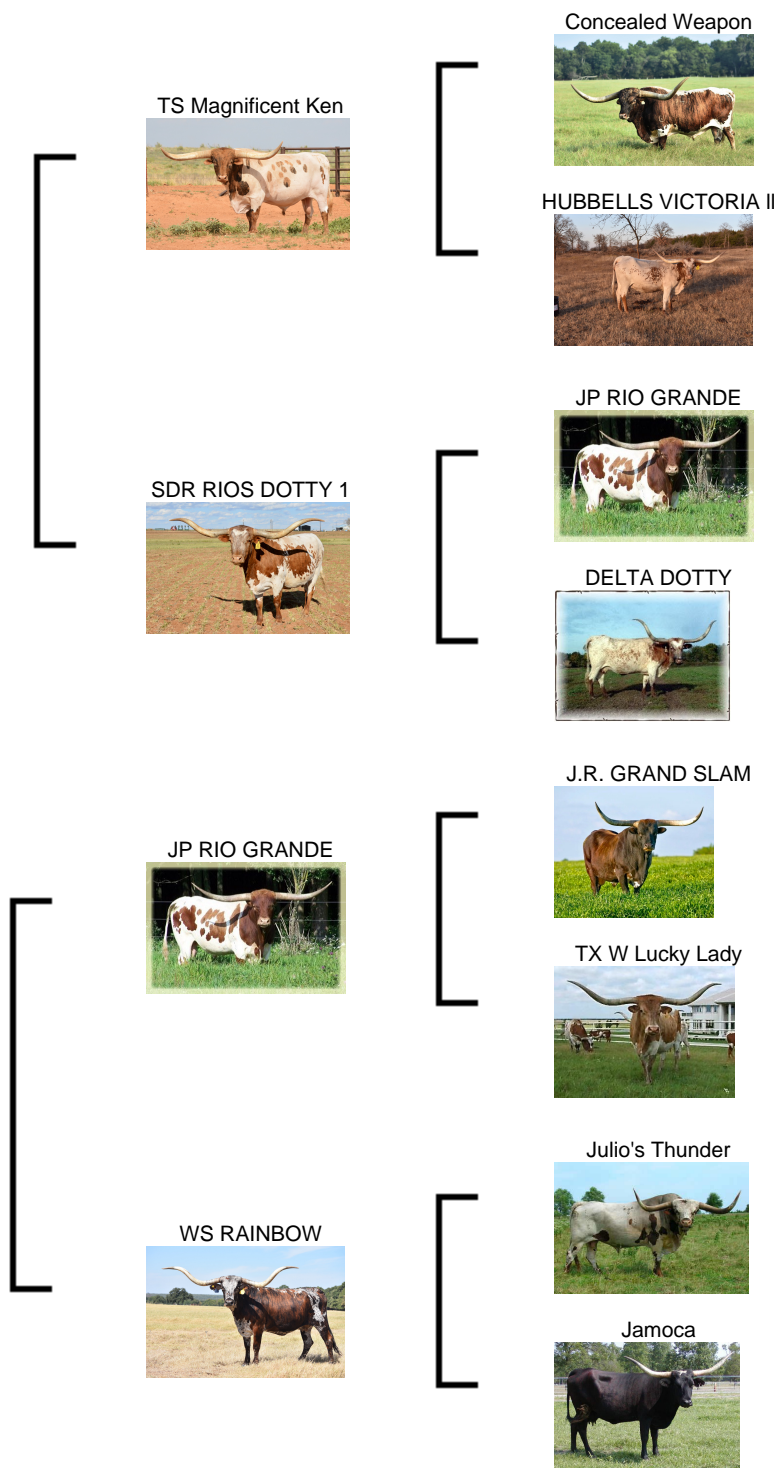 Concealed Weapon
TS Magnificent Ken
HUBBELLS VICTORIA II
JP RIO GRANDE
SDR RIOS DOTTY 1
DELTA DOTTY
J.R. GRAND SLAM
JP RIO GRANDE
TX W Lucky Lady
Julio's Thunder
WS RAINBOW
Jamoca